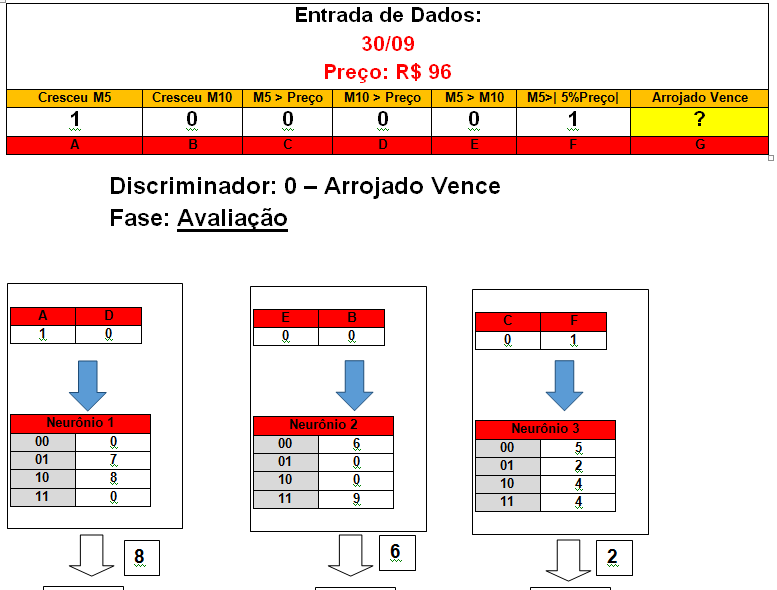 Entrada de Dados:
30/09
Preço: R$ 96
Cresceu M5 Cresceu M10 M5 > Preço M10 > Preço M5 > M10 M5>| 5%Preço| Arrojado Vence
1 0 0 0 0 1 ?
A B C D E F G
Discriminador: 0 – Arrojado Vence
Fase: Avaliação
A D
1 0
Neurônio 1
00 0
01 7
10 8
11 0
8
E B
0 0
Neurônio 2
00 6
01 0
10 0
11 9
6
C F
0 1
Neurônio 3
00 5
01 2
10 4
11 4
2